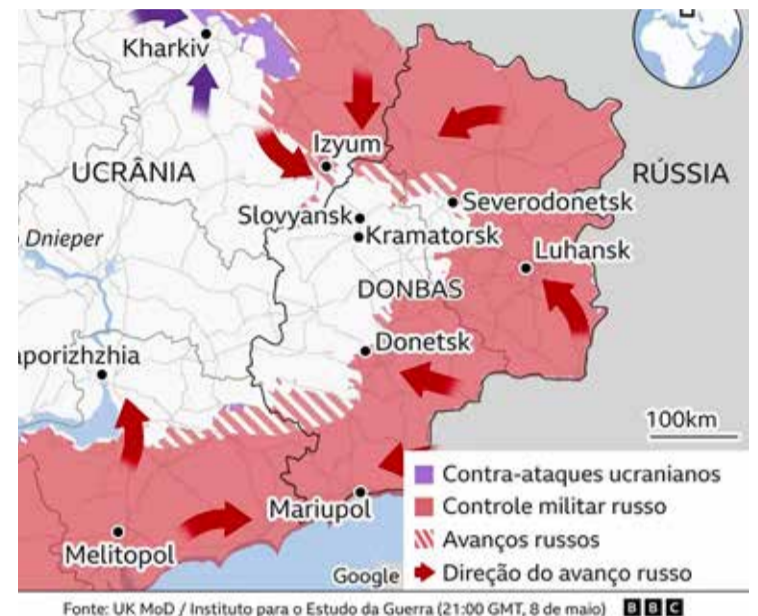 Kharkiv
Izyum
UCRÂNIA
RÚSSIA
Severodonetsk
Slovyansk
Kramatorsk
Dnieper
Luhansk
DONBAS
Donetsk
aporizhzhia
100km
Contra-ataques ucranianos
Controle militar russo
Mariupol
Avanços russos
Melitopol
Google
Direção do avanço russo
Fonte: UK MoD / Instituto para o Estudo da Guerra (21:00 GMT, 8 de maio) BBC